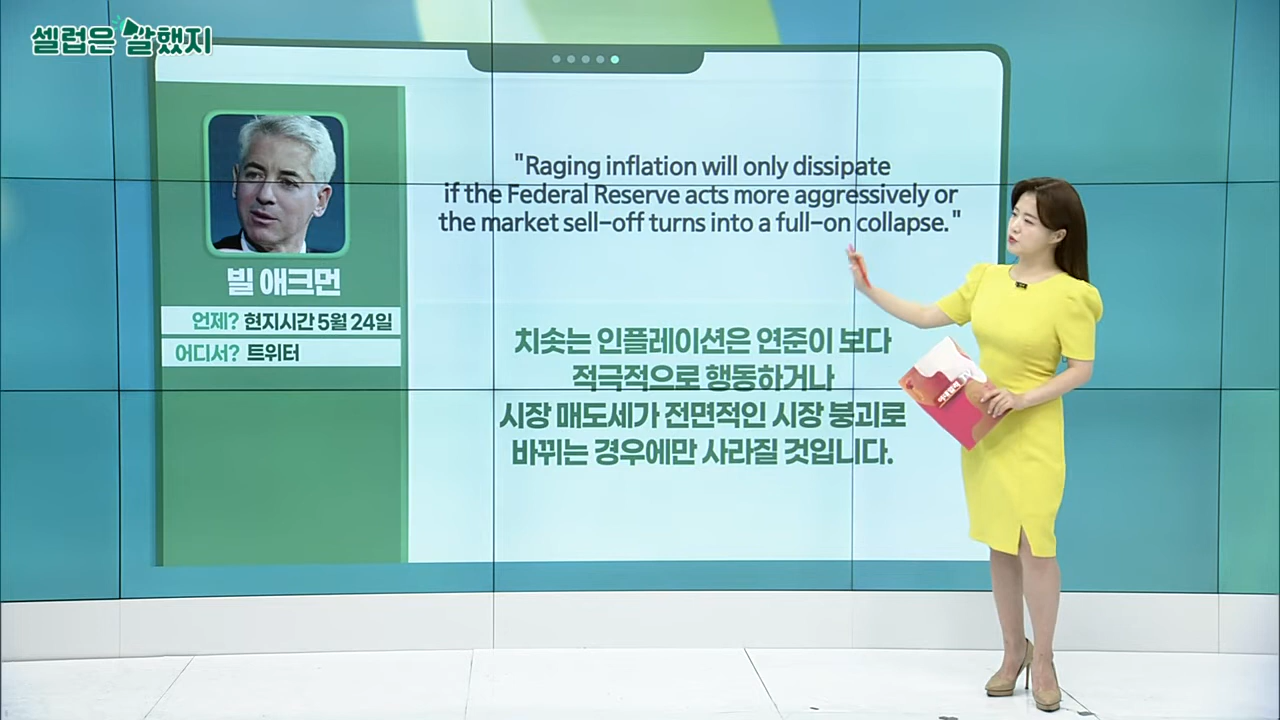 셀럽은 말했지
"Raging inflation will only dissipate
if the Federal Reserve acts more aggressively or
the market sell-off turns into a full-on collapse."
빌 애크먼
언제? 현지시간 5월 24일
어디서? 트위터
치솟는 인플레이션은 연준이 보다
적극적으로 행동하거나
시장 매도세가 전면적인 시장 붕괴로
바뀌는 경우에만 사라질 것입니다.